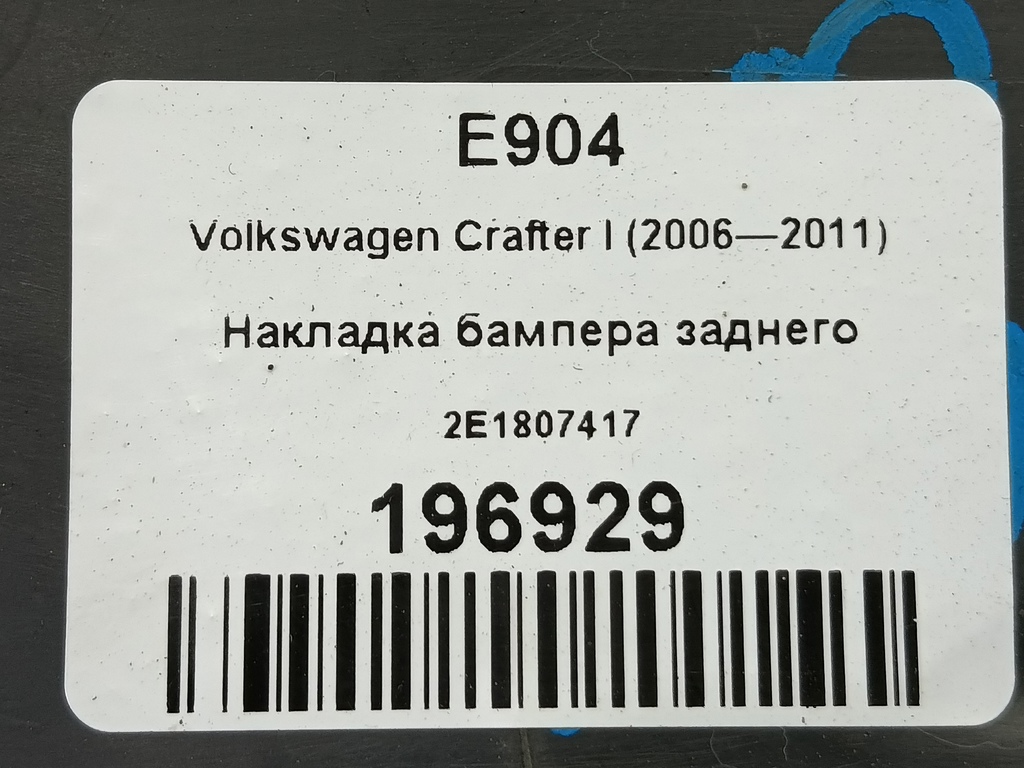 E904
Volkswagen Crafter I (2006—2011)
Накладка бампера заднего
2E1807417
196929